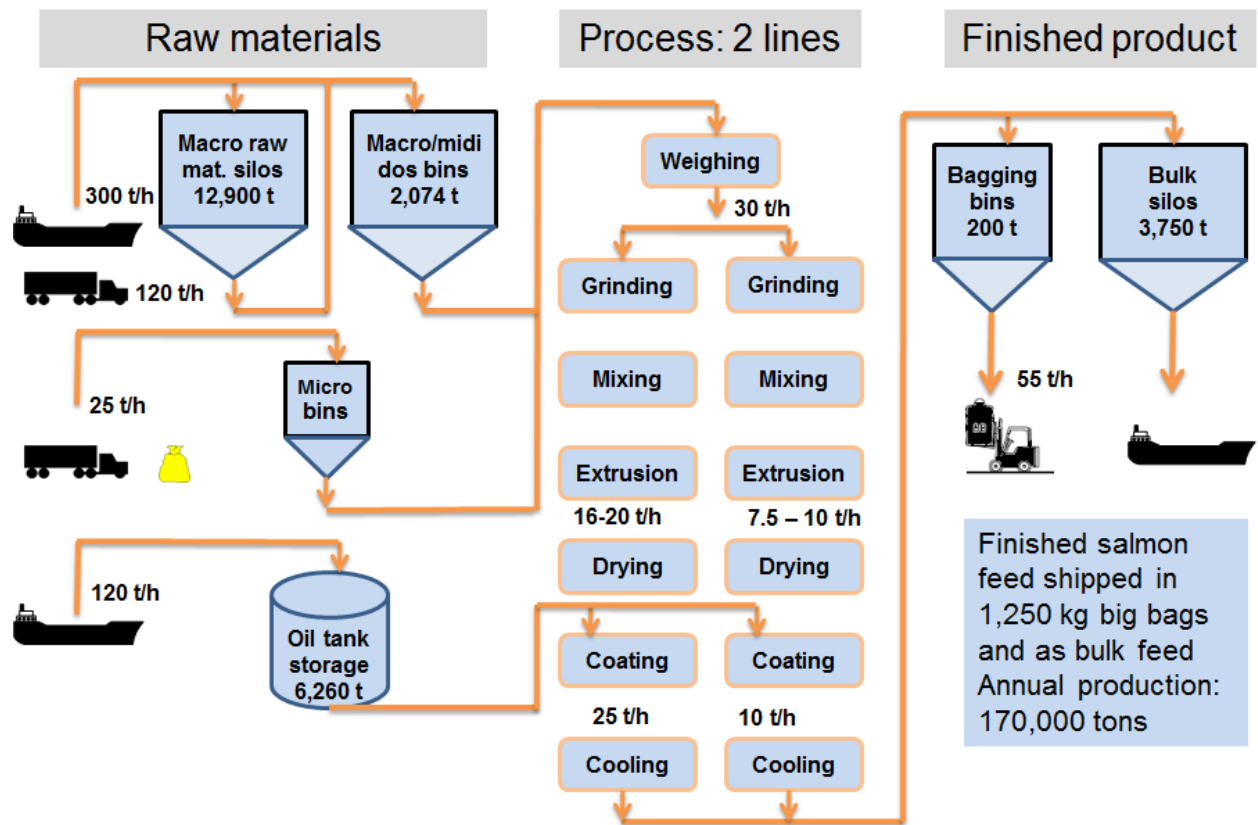 Raw materials
Process: 2 lines
Finished product
Macro raw
mat. silos
12,900 t
Macro/midi
dos bins
2,074 t
300 t/h
120 t/h
25 t/h
Micro
bins
120 t/h
Oil tank
storage
6,260 t
Weighing
30 t/h
Grinding
Grinding
Mixing
Mixing
Extrusion
Extrusion
16-20 t/h
7.5 – 10 t/h
Drying
Drying
Coating
Coating
25 t/h
10 t/h
Cooling
Cooling
Bagging
bins
200 t
Bulk
silos
3,750 t
55 t/h
Finished salmon
feed shipped in
1,250 kg big bags
and as bulk feed
Annual production:
170,000 tons